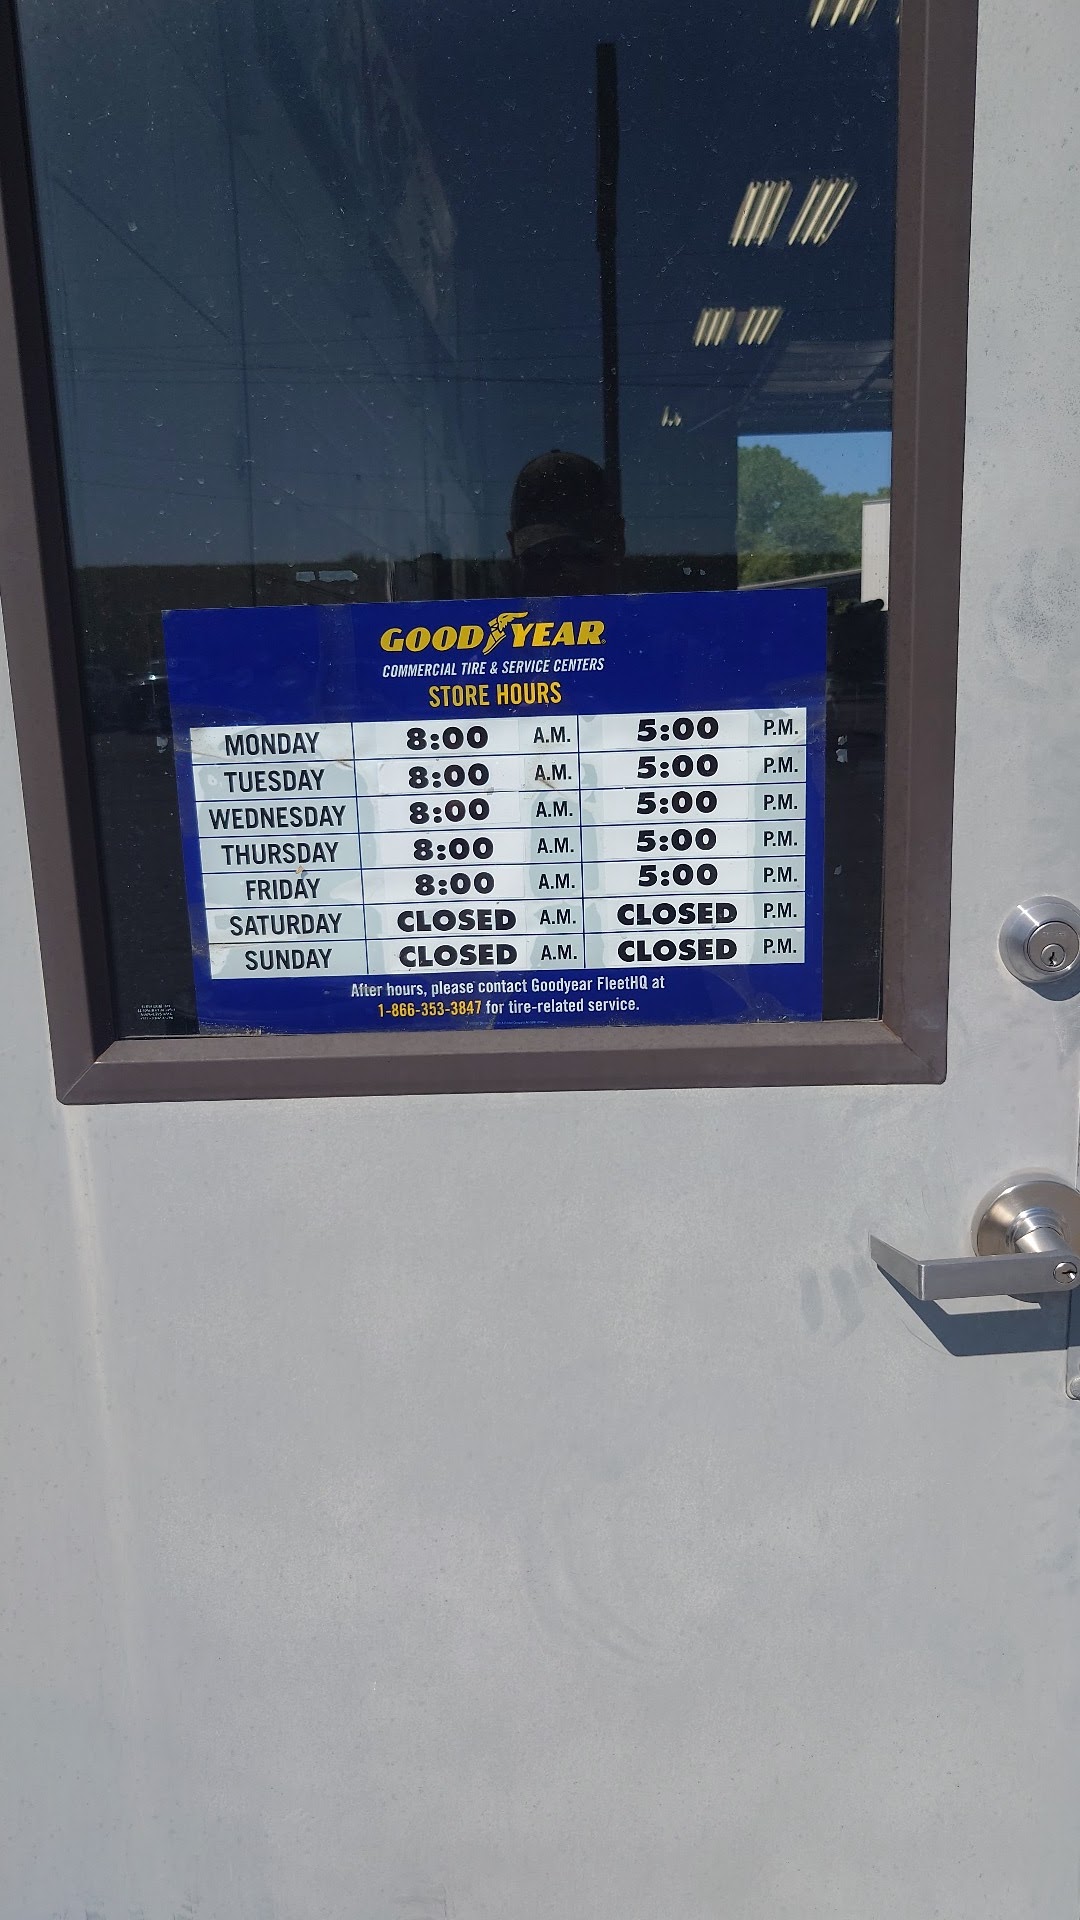 GOODYEAR
COMMERCIAL TIRE & SERVICE CENTERS
STORE HOURS
MONDAY 8:00 A.M. 5:00 P.M.
TUESDAY 8:00 A.M. 5:00 P.M.
WEDNESDAY 8:00 A.M. 5:00 P.M.
THURSDAY 8:00 A.M. 5:00 P.M.
FRIDAY 8:00 A.M. 5:00 P.M.
SATURDAY CLOSED A.M. CLOSED P.M.
SUNDAY CLOSED A.M. CLOSED P.M.
After hours, please contact Goodyear FleetHQ at
1-866-353-3847 for tire-related service.